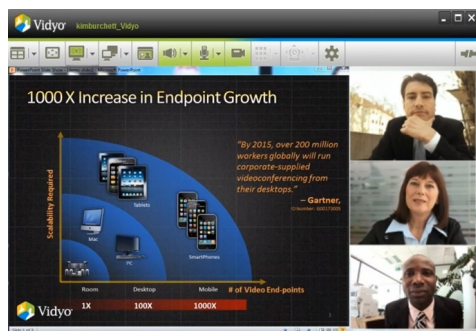 Vidyo kimburchett_Vidyo
1000 X Increase in Endpoint Growth
"By 2015, over 200 million
workers globally will run
corporate-supplied
videoconferencing from
their desktops."
– Gartner,
Scalability Required
Tablets
Mac
PC
SmartPhones
Room Desktop Mobile # of Video End-points
1X 100X 1000X
Vidyo